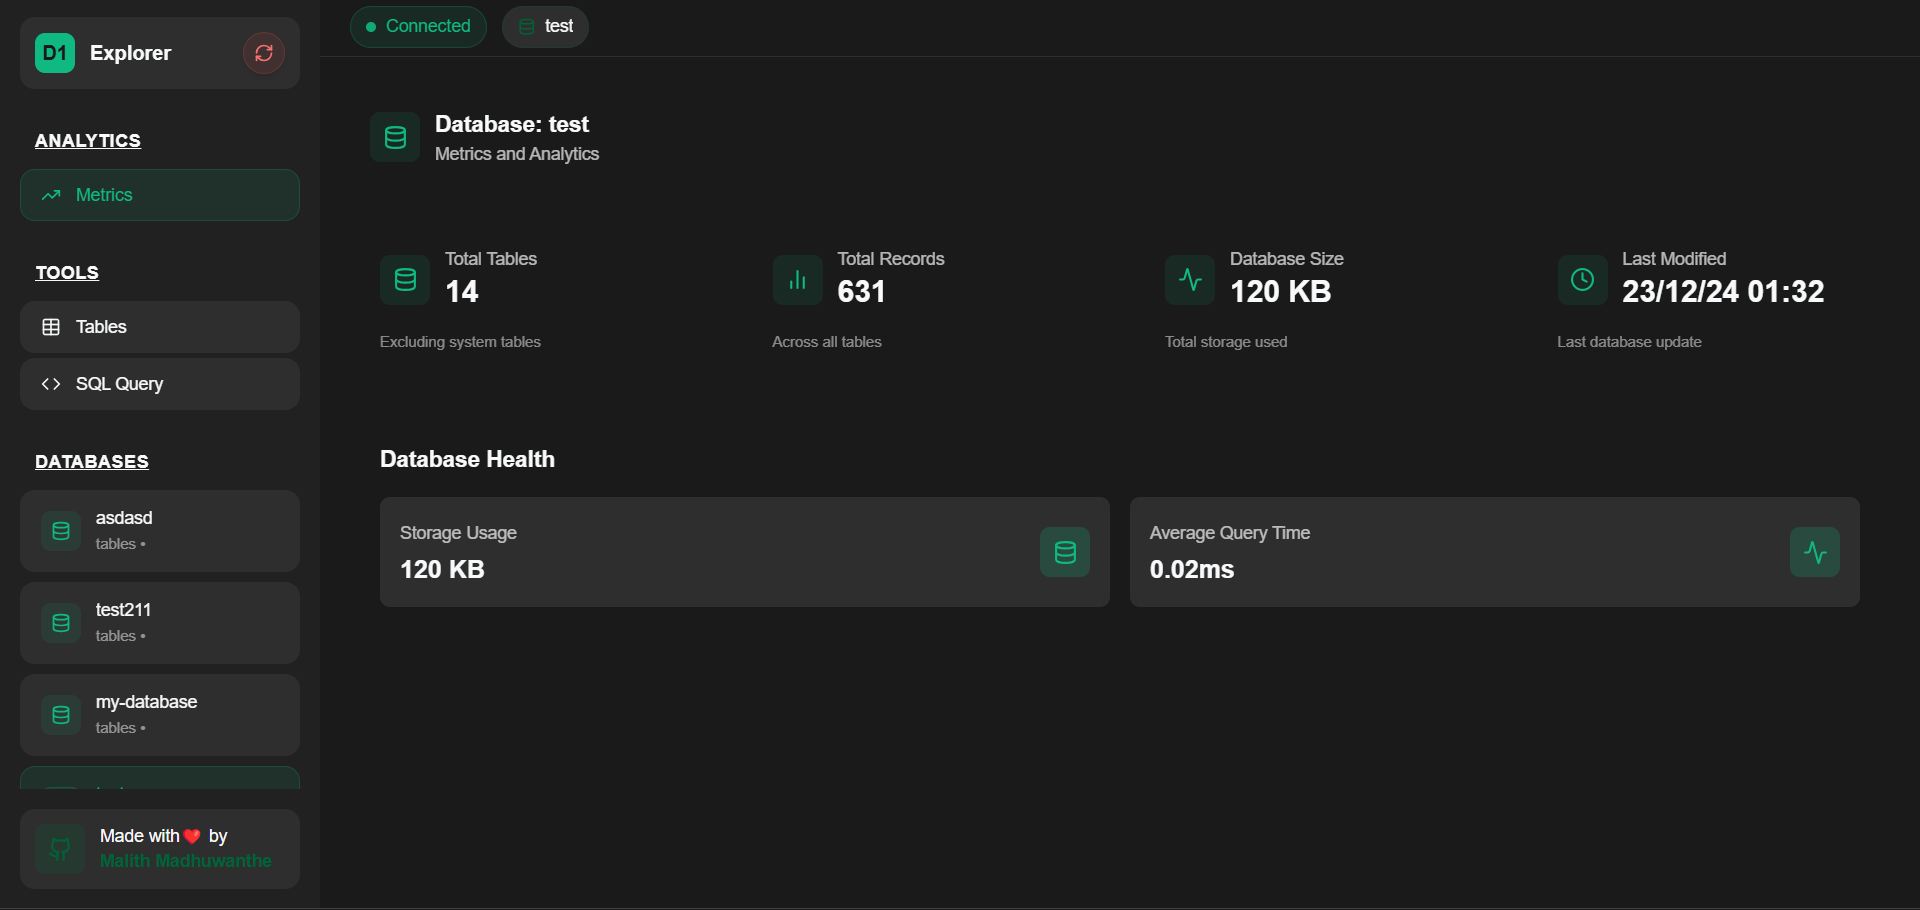 D1 Explorer
ANALYTICS
Metrics
TOOLS
Tables
SQL Query
DATABASES
asdasd
tables •
test211
tables •
my-database
tables •
Made with❤️ by
Malith Madhuwanthe
Connected
test
Database: test
Metrics and Analytics
Total Tables
14
Excluding system tables
Total Records
631
Across all tables
Database Size
120 KB
Total storage used
Last Modified
23/12/24 01:32
Last database update
Database Health
Storage Usage
120 KB
Average Query Time
0.02ms